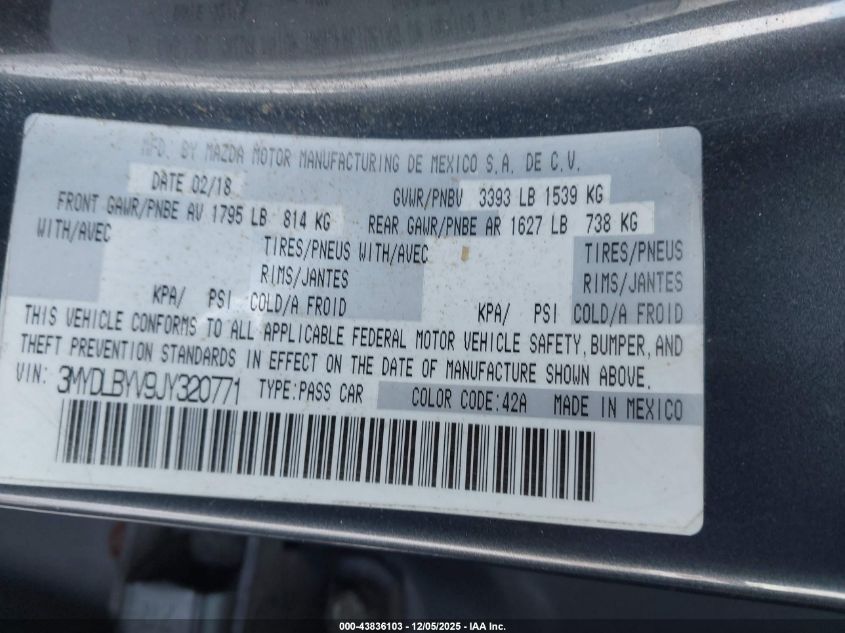 MFD. BY MAZDA MOTOR MANUFACTURING DE MEXICO S.A. DE C.V.
DATE 02/18 GVWR/PNBV 3393 LB 1539 KG
FRONT GAWR/PNBE AV 1795 LB 814 KG REAR GAWR/PNBE AR 1627 LB 738 KG
WITH/AVEC TIRES/PNEUS WITH/AVEC TIRES/PNEUS
RIMS/JANTES RIMS/JANTES
KPA/ PSI COLD/A FROID KPA/ PSI COLD/A FROID
THIS VEHICLE CONFORMS TO ALL APPLICABLE FEDERAL MOTOR VEHICLE SAFETY, BUMPER, AND
THEFT PREVENTION STANDARDS IN EFFECT ON THE DATE OF MANUFACTURE SHOWN ABOVE.
VIN: 3MYDLBYV9JY320771 TYPE:PASS CAR COLOR CODE:42A MADE IN MEXICO
000-43836103 - 12/05/2025 - IAA Inc.